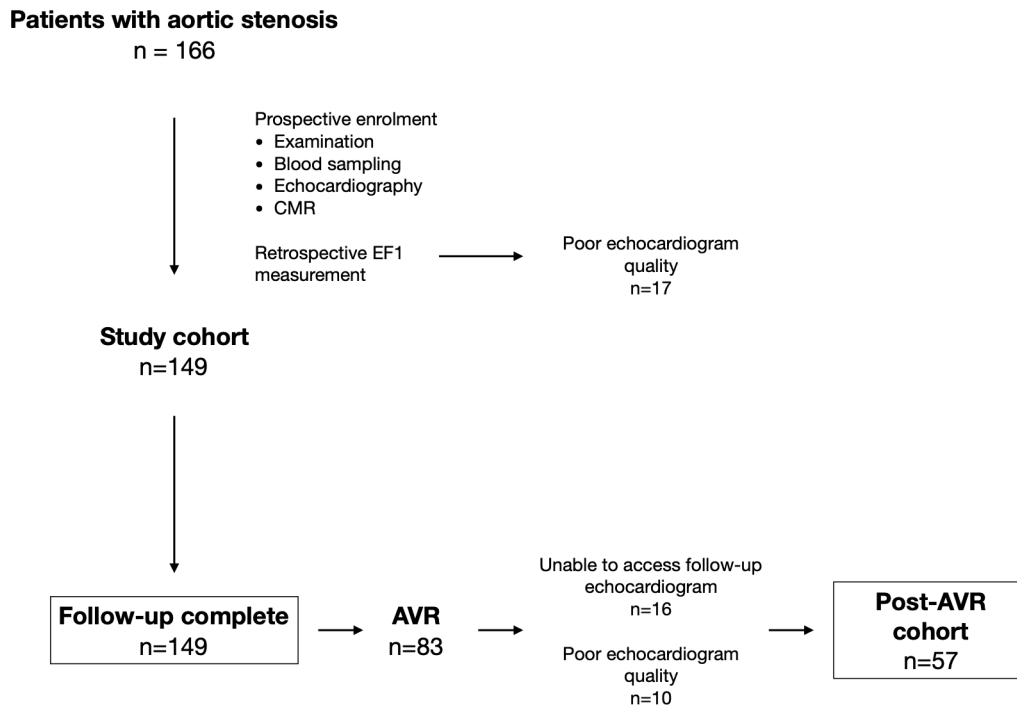 Patients with aortic stenosis
n = 166
Prospective enrolment
• Examination
• Blood sampling
• Echocardiography
• CMR
Retrospective EF1
measurement
Poor echocardiogram
quality
n=17
Study cohort
n=149
Follow-up complete
n=149
AVR
n=83
Unable to access follow-up
echocardiogram
n=16
Poor echocardiogram
quality
n=10
Post-AVR
cohort
n=57